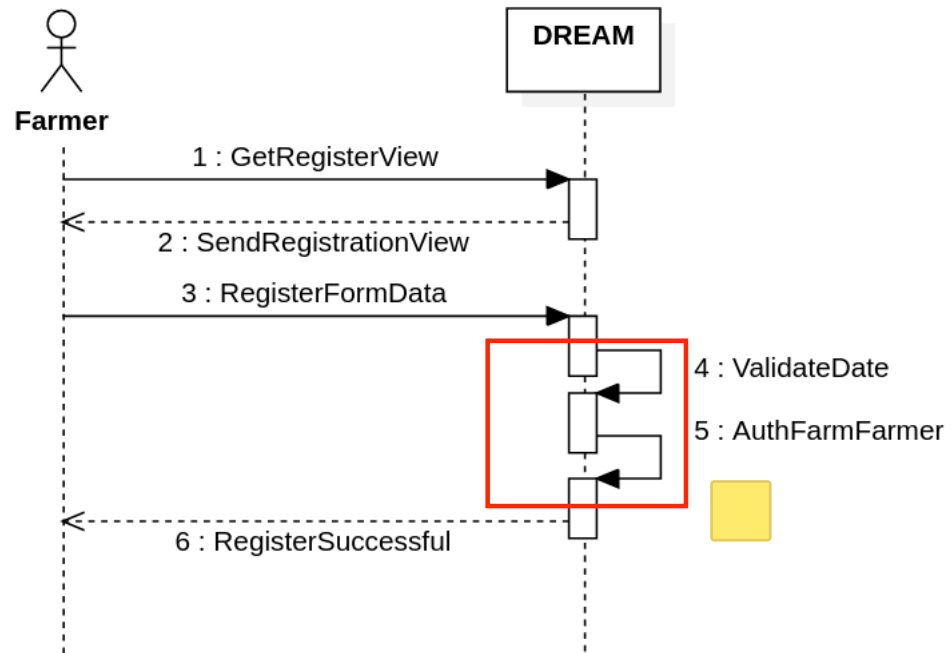 DREAM
Farmer
1 : GetRegisterView
2 : SendRegistrationView
3 : RegisterFormData
4 : ValidateDate
5 : AuthFarmFarmer
6 : RegisterSuccessful